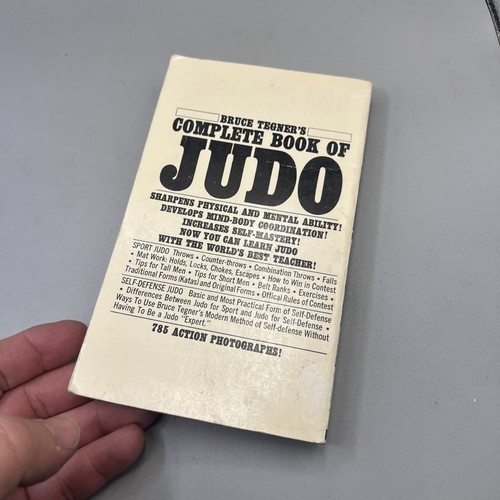 BRUCE TEGNER'S
COMPLETE BOOK OF
JUDO
SHARPENS PHYSICAL AND MENTAL ABILITY!
DEVELOPS MIND-BODY COORDINATION!
INCREASES SELF-MASTERY!
NOW YOU CAN LEARN JUDO
WITH THE WORLD'S BEST TEACHER!
SPORT JUDO Throws • Counter-throws • Combination Throws • Falls
• Mat Work: Holds, Locks, Chokes, Escapes • How to Win in Contest
• Tips for Tall Men • Tips for Short Men • Belt Ranks • Exercises •
Traditional Forms (Katas) and Original Forms • Offical Rules of Contest
SELF-DEFENSE JUDO Basic and Most Practical Form of Self-Defense
• Differences Between Judo for Sport and Judo for Self-Defense •
Ways To Use Bruce Tegner's Modern Method of Self-defense Without
Having To Be a Judo "Expert."
785 ACTION PHOTOGRAPHS!